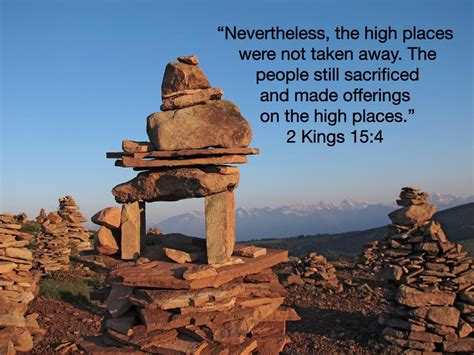 “Nevertheless, the high places
were not taken away. The
people still sacrificed
and made offerings
on the high places.”
2 Kings 15:4